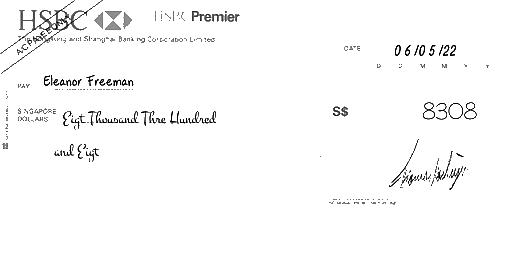 HSBC HSBC Premier
A/C PAYEE ONLY
The Hongkong and Shanghai Banking Corporation Limited
DATE 06/05/22
D D M M Y Y
PAY Eleanor Freeman
SINGAPORE
DOLLARS Eigt Thousand Thre Hundred
S$ 8308
and Eigt